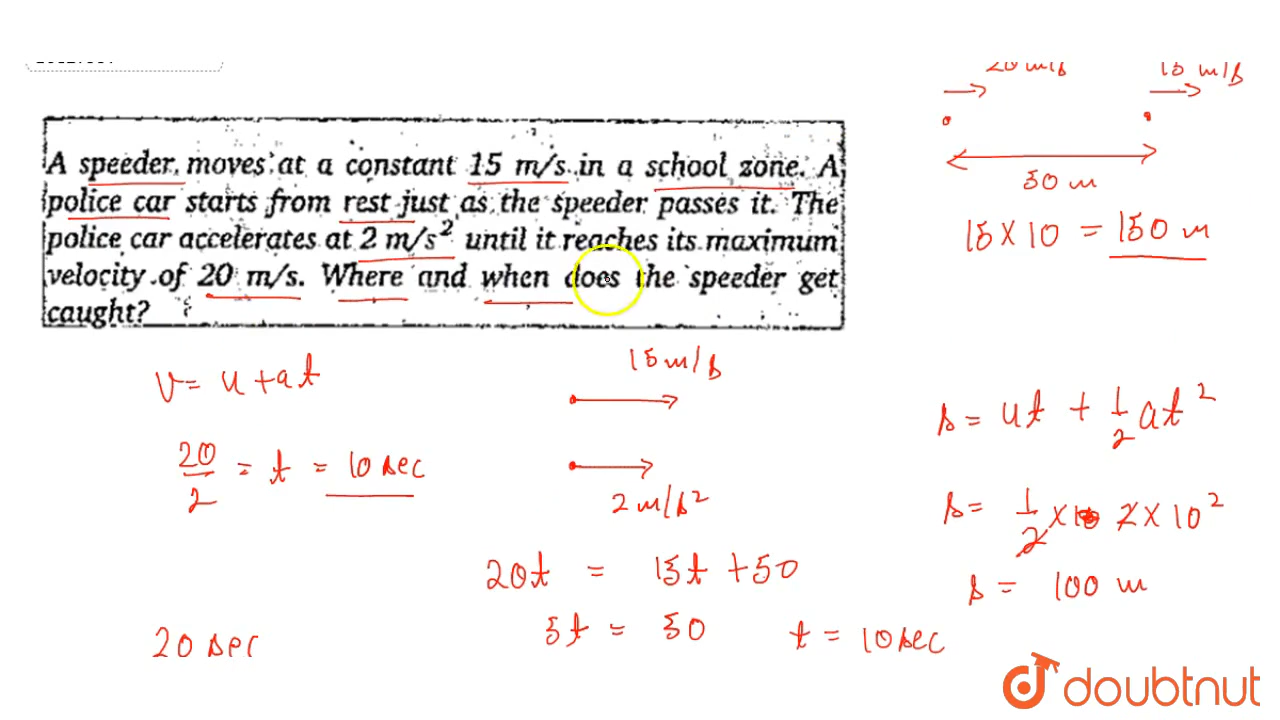 20 m/s 15 m/s
50 m
15 × 10 = 150 m
A speeder moves at a constant 15 m/s in a school zone. A
police car starts from rest just as the speeder passes it. The
police car accelerates at 2 m/s² until it reaches its maximum
velocity of 20 m/s. Where and when does the speeder get
caught?
v = u + at
20/2 = t = 10 sec
15 m/s
2 m/s²
s = ut + 1/2 at²
s = 1/2 × 2 × 10²
s = 100 m
20t = 15t + 50
5t = 50 t = 10 sec
20 sec
doubtnut